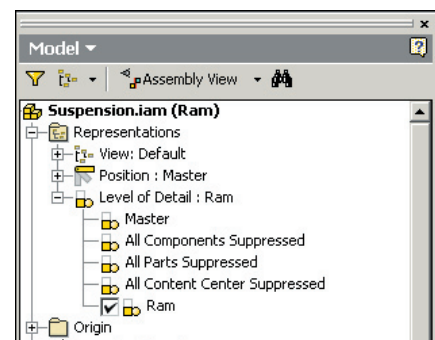 Model
Assembly View
Suspension.iam (Ram)
Representations
View: Default
Position : Master
Level of Detail : Ram
Master
All Components Suppressed
All Parts Suppressed
All Content Center Suppressed
Ram
Origin